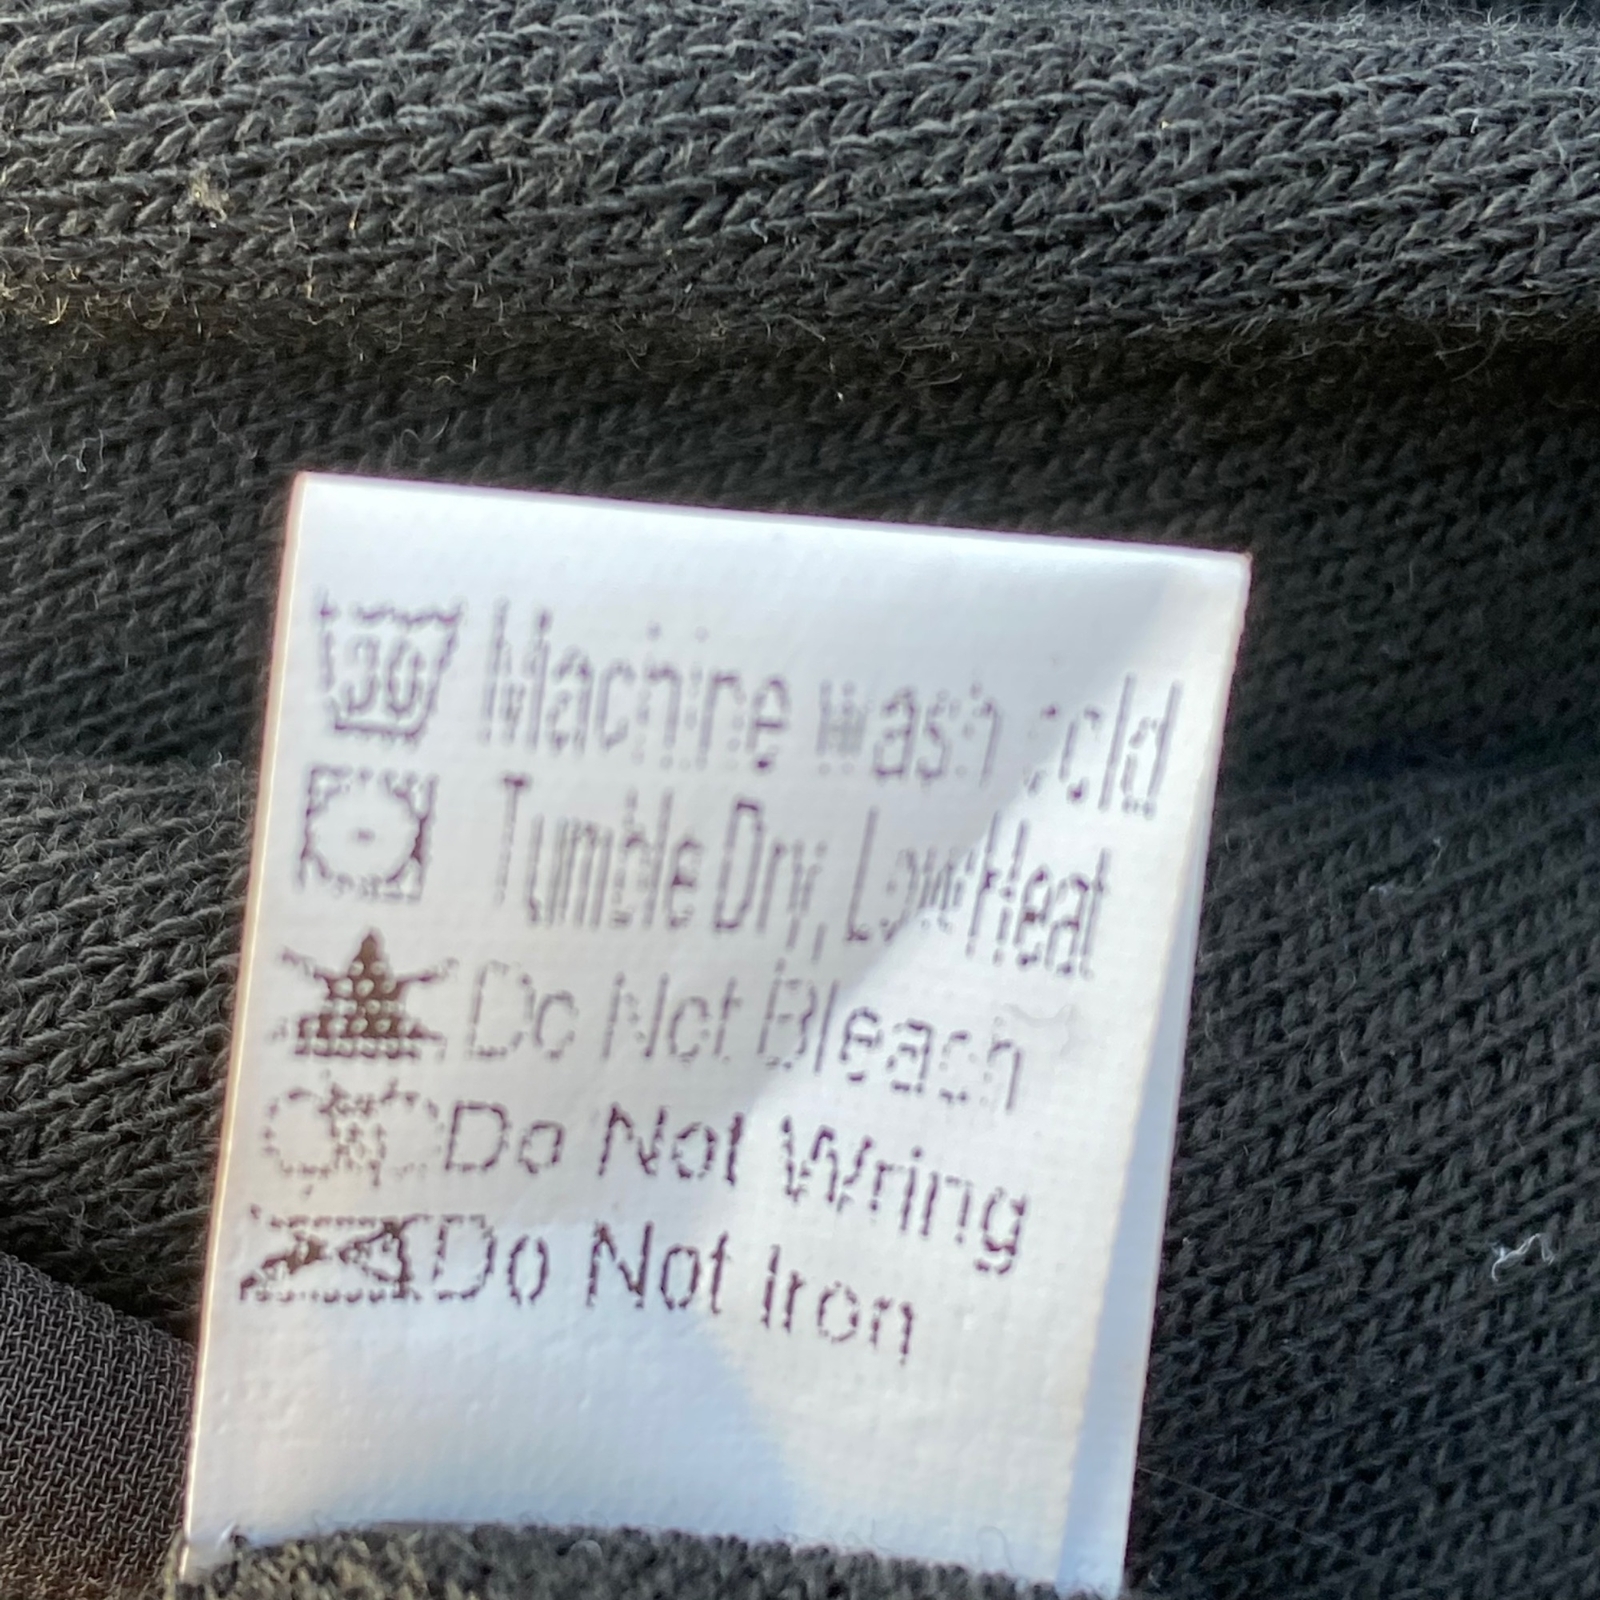 30 Machine wash cold
Tumble Dry, Low Heat
Do Not Bleach
Do Not Wring
Do Not Iron